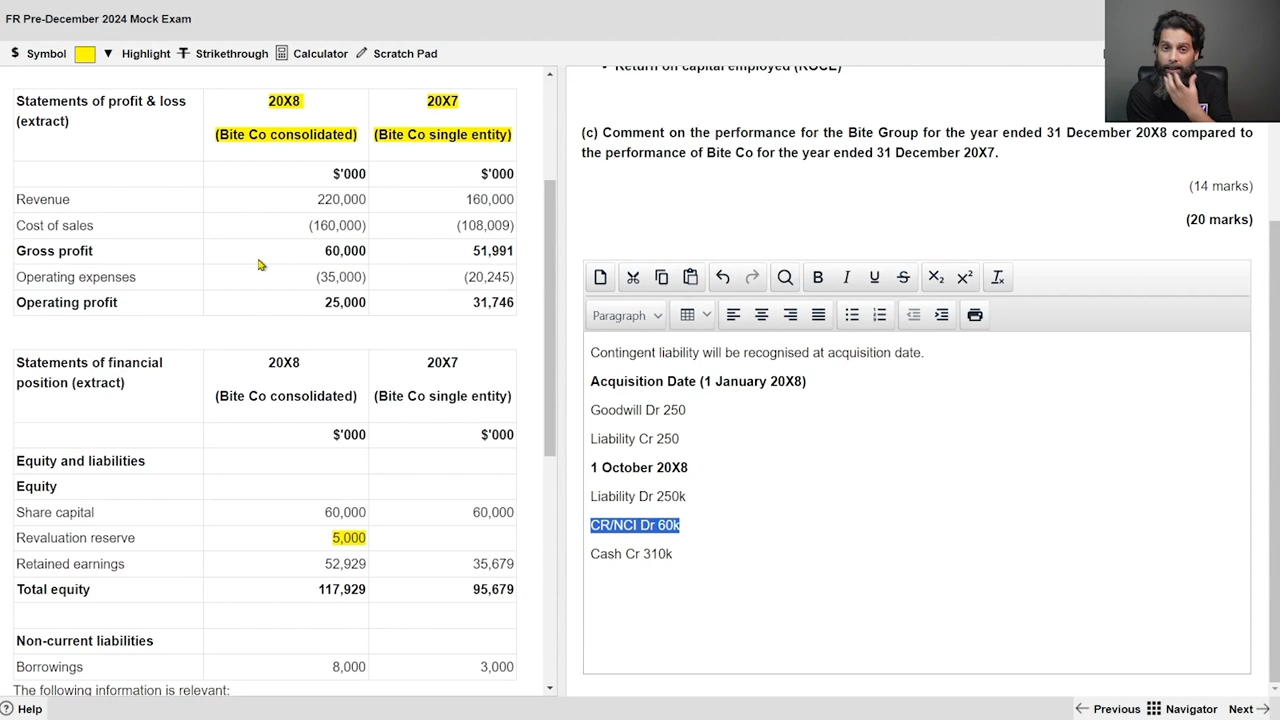 FR Pre-December 2024 Mock Exam
$ Symbol Highlight Strikethrough Calculator Scratch Pad
Statements of profit & loss (extract) 20X8 20X7
(Bite Co consolidated) (Bite Co single entity)
$'000 $'000
Revenue 220,000 160,000
Cost of sales (160,000) (108,009)
Gross profit 60,000 51,991
Operating expenses (35,000) (20,245)
Operating profit 25,000 31,746
Statements of financial position (extract) 20X8 20X7
(Bite Co consolidated) (Bite Co single entity)
$'000 $'000
Equity and liabilities
Equity
Share capital 60,000 60,000
Revaluation reserve 5,000
Retained earnings 52,929 35,679
Total equity 117,929 95,679
Non-current liabilities
Borrowings 8,000 3,000
The following information is relevant:
• Return on capital employed (ROCE)
(c) Comment on the performance for the Bite Group for the year ended 31 December 20X8 compared to
the performance of Bite Co for the year ended 31 December 20X7.
(14 marks)
(20 marks)
B I U S X₂ X² Tx
Paragraph
Contingent liability will be recognised at acquisition date.
Acquisition Date (1 January 20X8)
Goodwill Dr 250
Liability Cr 250
1 October 20X8
Liability Dr 250k
CR/NCI Dr 60k
Cash Cr 310k
Help Previous Navigator Next